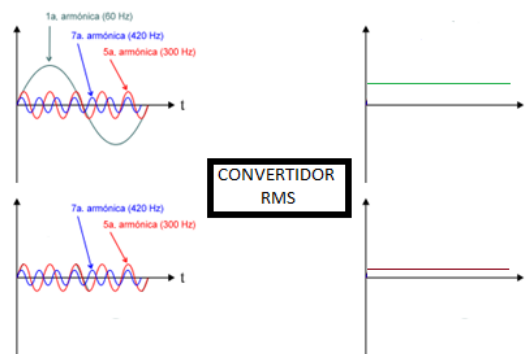 1a, armónica (60 Hz)
7a. armónica (420 Hz)
5a. armónica (300 Hz)
t
CONVERTIDOR
RMS
7a. armónica (420 Hz)
5a, armónica (300 Hz)
t